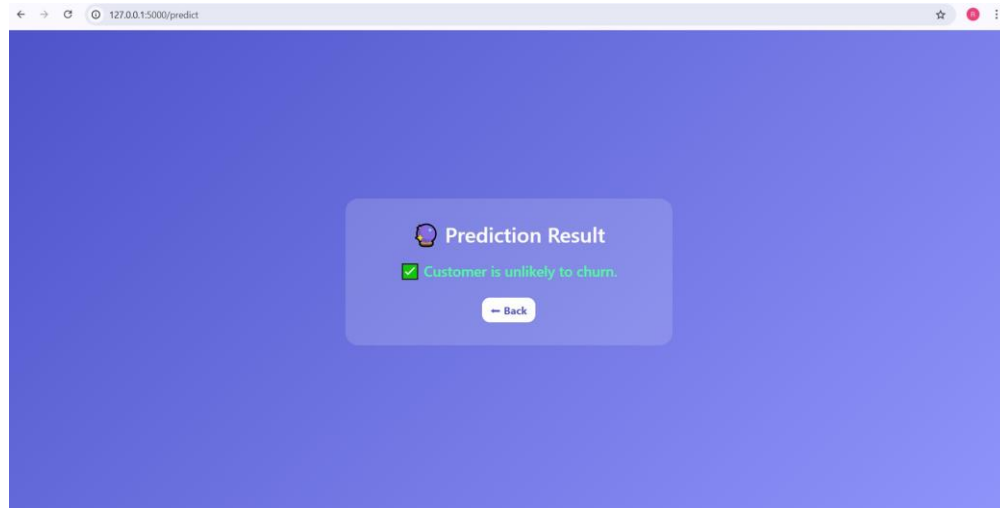 127.0.0.1:5000/predict
R
🔮 Prediction Result
✅ Customer is unlikely to churn.
← Back